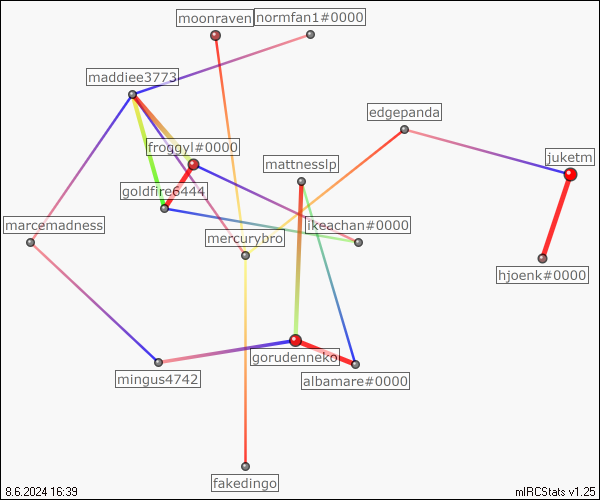 moonraven
normfan1#0000
maddiee3773
edgepanda
froggyl#0000
mattnesslp
juketm
goldfire6444
marcemadness
mercurybro
ikeachan#0000
hjoenk#0000
gorudenneko
mingus4742
albamare#0000
fakedingo
8.6.2024 16:39
mIRCStats v1.25